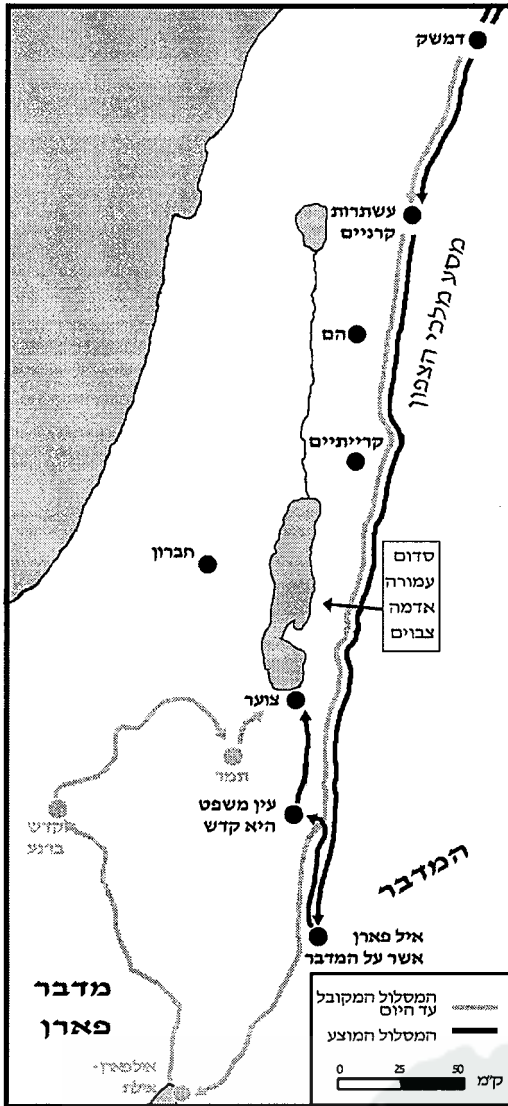 דמשק
עשתרות
קרניים
מסע מלכי הצפון
הם
קרייתיים
חברון
סדום
עמורה
אדמה
צבוים
צוער
תמר
קדש
ברנע
עין משפט
היא קדש
המדבר
איל פארן
אשר על המדבר
מדבר
פארן
אילפארן-
אילת
המסלול המקובל
עד היום
המסלול המוצע
0 25 50 ק״מ